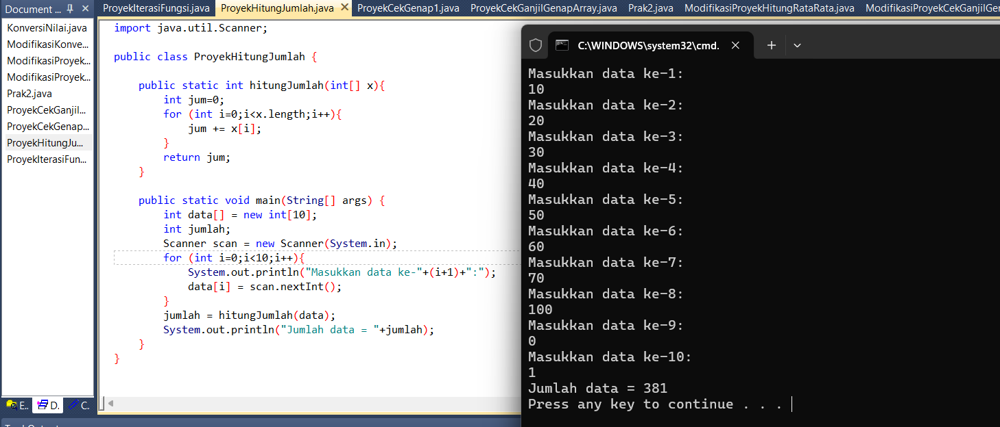 Document ...
KonversiNilai.java
ModifikasiKonve...
ModifikasiProyek...
ModifikasiProyek...
Prak2.java
ProyekCekGanjil...
ProyekCekGenap...
ProyekHitungJu...
ProyekIterasiFun...
E..
D.
C.
ProyekIterasiFungsi.java
ProyekHitungJumlah.java
ProyekCekGenap1.java
ProyekCekGanjilGenapArray.java
Prak2.java
ModifikasiProyekHitungRataRata.java
ModifikasiProyekCekGanjilGe
import java.util.Scanner;
public class ProyekHitungJumlah {
public static int hitungJumlah(int[] x){
int jum=0;
for (int i=0;i<x.length;i++){
jum += x[i];
}
return jum;
}
public static void main(String[] args) {
int data[] = new int[10];
int jumlah;
Scanner scan = new Scanner(System.in);
for (int i=0;i<10;i++){
System.out.println("Masukkan data ke-"+(i+1)+":");
data[i] = scan.nextInt();
}
jumlah = hitungJumlah(data);
System.out.println("Jumlah data = "+jumlah);
}
}
C:\WINDOWS\system32\cmd.
Masukkan data ke-1:
10
Masukkan data ke-2:
20
Masukkan data ke-3:
30
Masukkan data ke-4:
40
Masukkan data ke-5:
50
Masukkan data ke-6:
60
Masukkan data ke-7:
70
Masukkan data ke-8:
100
Masukkan data ke-9:
0
Masukkan data ke-10:
1
Jumlah data = 381
Press any key to continue . . .